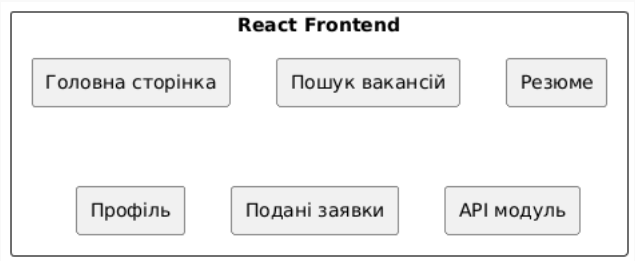 React Frontend
Головна сторінка
Пошук вакансій
Резюме
Профіль
Подані заявки
API модуль